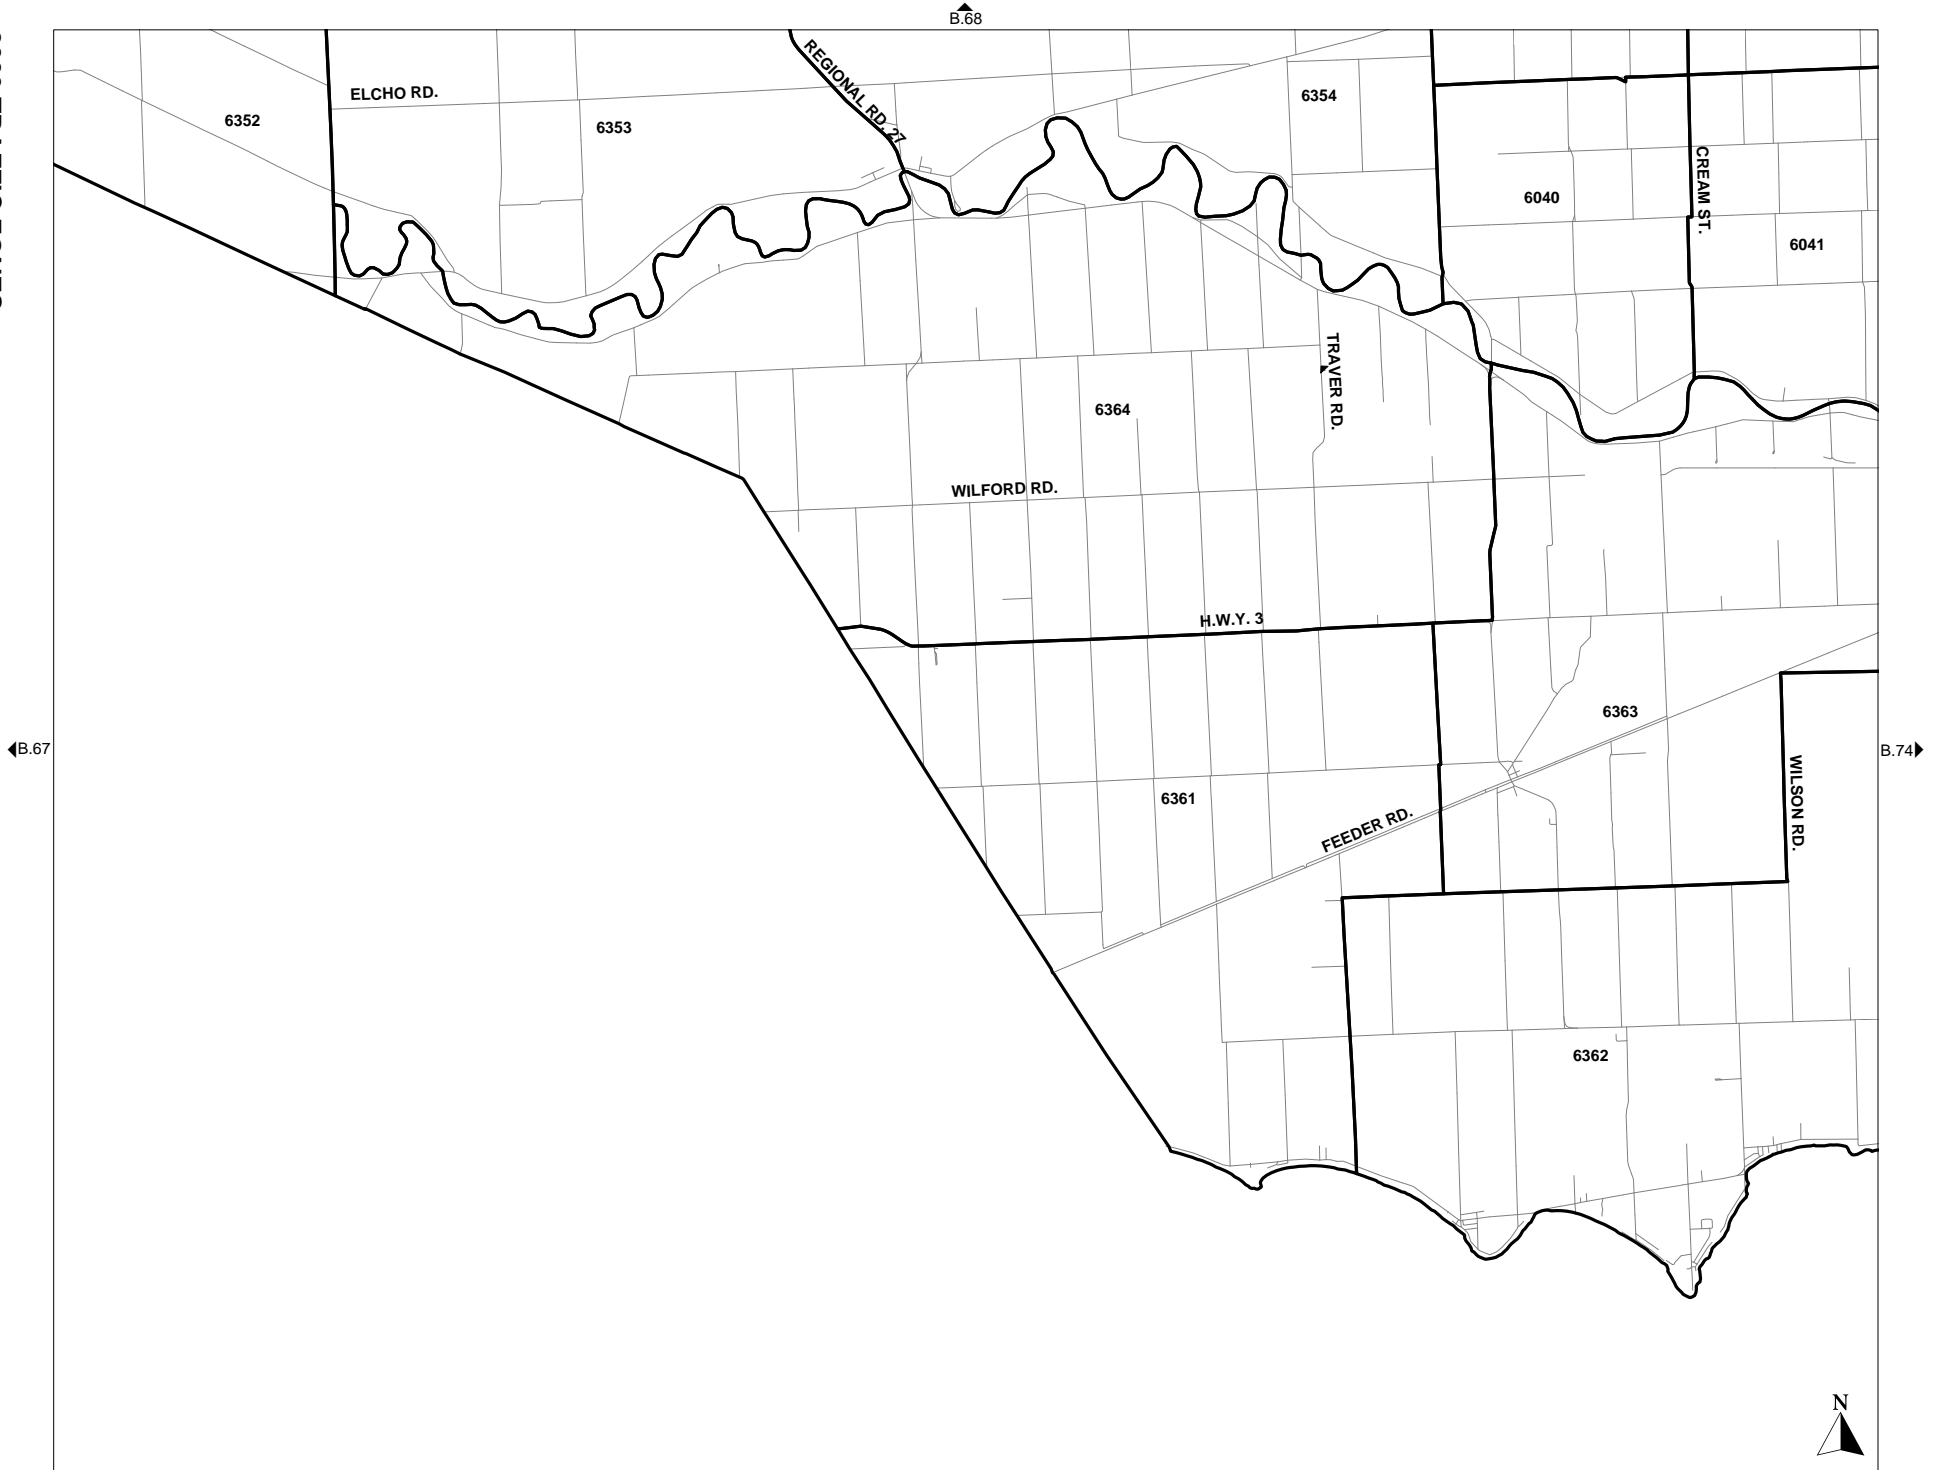 B.68
REGIONAL RD. 27
ELCHO RD.
6354
6352
6353
CREAM ST.
6040
6041
TRAVER RD.
6364
WILFORD RD.
H.W.Y. 3
6363
B.67
B.74
WILSON RD.
6361
FEEDER RD.
6362
N